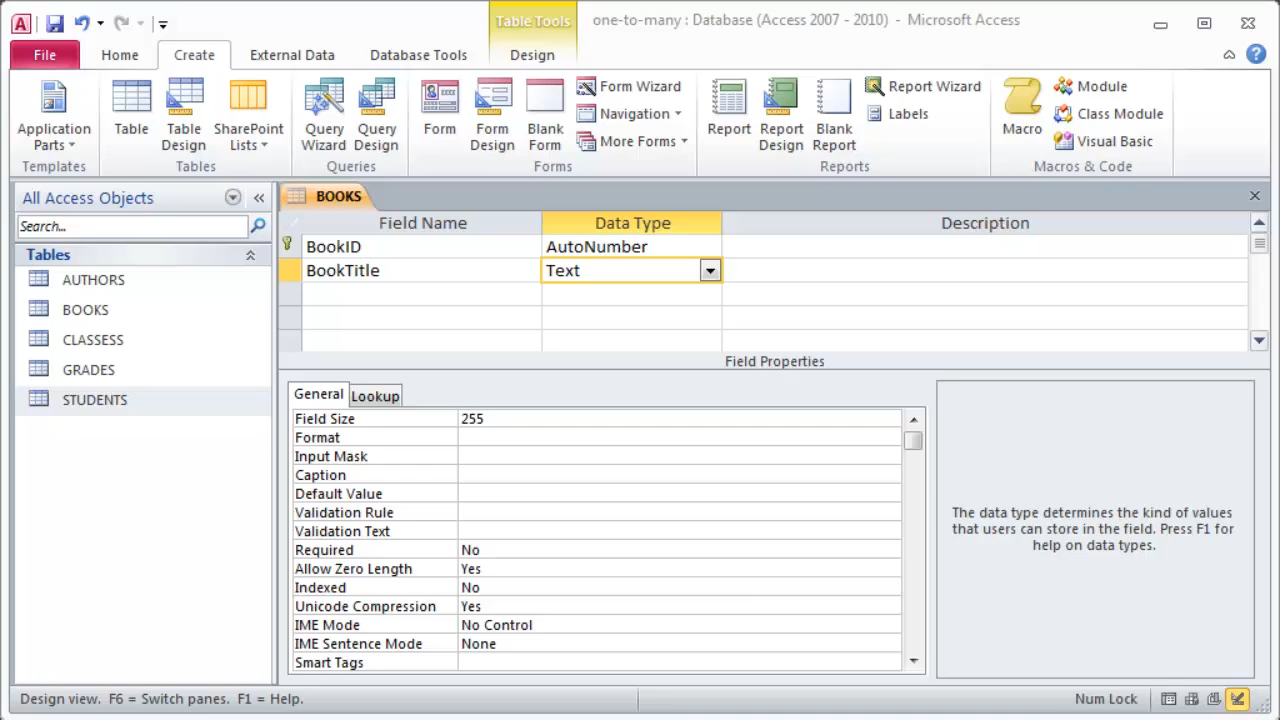 Table Tools
one-to-many : Database (Access 2007 - 2010) - Microsoft Access
File Home Create External Data Database Tools Design
Application Parts
Table
Table Design
SharePoint Lists
Query Wizard
Query Design
Form
Form Design
Blank Form
Form Wizard
Navigation
More Forms
Report
Report Design
Blank Report
Report Wizard
Labels
Macro
Module
Class Module
Visual Basic
Templates Tables Queries Forms Reports Macros & Code
All Access Objects
Search...
Tables
AUTHORS
BOOKS
CLASSESS
GRADES
STUDENTS
BOOKS
Field Name Data Type Description
BookID AutoNumber
BookTitle Text
Field Properties
General Lookup
Field Size 255
Format
Input Mask
Caption
Default Value
Validation Rule
Validation Text
Required No
Allow Zero Length Yes
Indexed No
Unicode Compression Yes
IME Mode No Control
IME Sentence Mode None
Smart Tags
The data type determines the kind of values
that users can store in the field. Press F1 for
help on data types.
Design view. F6 = Switch panes. F1 = Help.
Num Lock